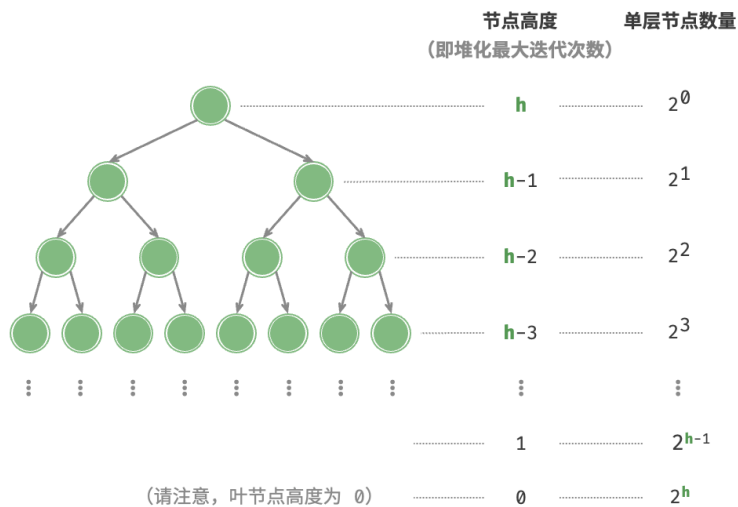 节点高度 单层节点数量
（即堆化最大迭代次数）
h 2^0
h-1 2^1
h-2 2^2
h-3 2^3
1 2^h-1
（请注意，叶节点高度为 0） 0 2^h